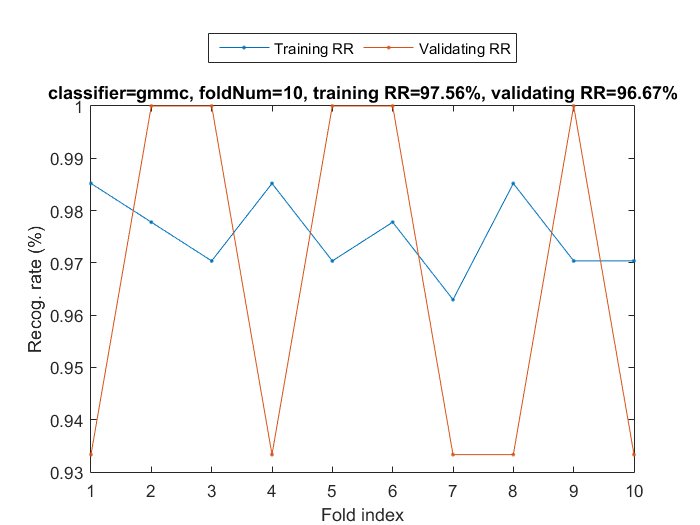 Training RR Validating RR
classifier=gmmc, foldNum=10, training RR=97.56%, validating RR=96.67%
1
0.99
0.98
0.97
0.96
0.95
0.94
0.93
Recog. rate (%)
1 2 3 4 5 6 7 8 9 10
Fold index